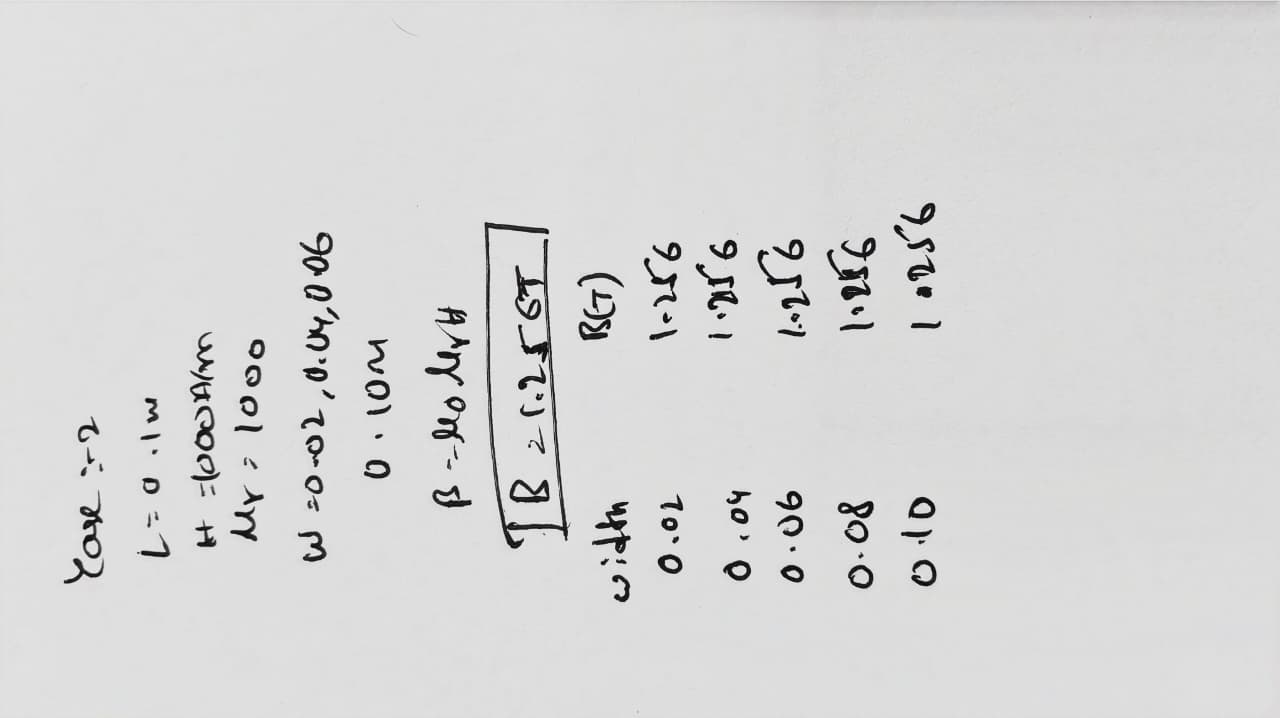 Case :- 2
L = 0.1m
H = 1000A/m
Mr = 1000
W = 0.02, 0.04, 0.06
0.10M
B = μ0 μr H
B = 1.256T
width B(T)
0.02 1.256
0.04 1.256
0.06 1.256
0.08 1.256
0.10 1.256